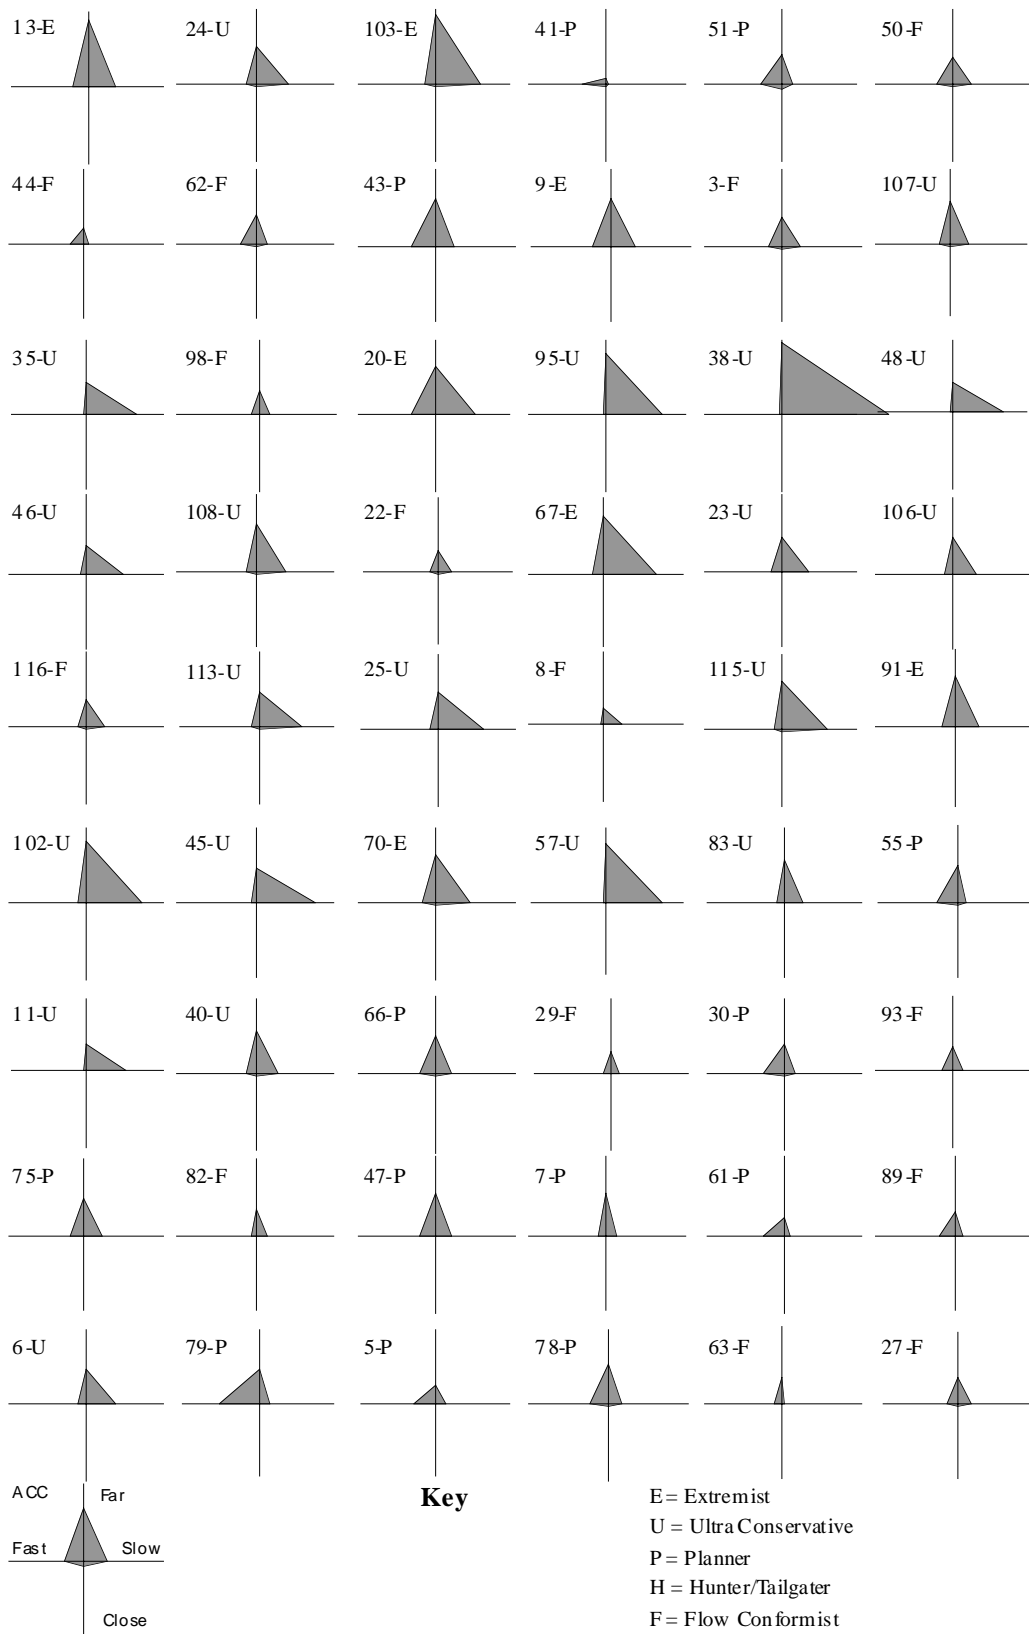 13-E 24-U 103-E 41-P 51-P 50-F
44-F 62-F 43-P 9-E 3-F 107-U
35-U 98-F 20-E 95-U 38-U 48-U
46-U 108-U 22-F 67-E 23-U 106-U
116-F 113-U 25-U 8-F 115-U 91-E
102-U 45-U 70-E 57-U 83-U 55-P
11-U 40-U 66-P 29-F 30-P 93-F
75-P 82-F 47-P 7-P 61-P 89-F
6-U 79-P 5-P 78-P 63-F 27-F
ACC Far
Fast Slow
Close
Key
E = Extremist
U = Ultra Conservative
P = Planner
H = Hunter/Tailgater
F = Flow Conformist